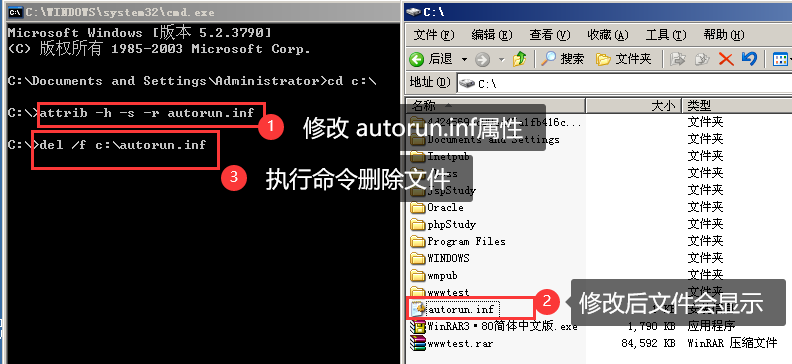 C:\WINDOWS\system32\cmd.exe
Microsoft Windows [版本 5.2.3790]
(C) 版权所有 1985-2003 Microsoft Corp.
C:\Documents and Settings\Administrator>cd c:\
C:\>attrib -h -s -r autorun.inf
1 修改 autorun.inf属性
C:\>del /f c:\autorun.inf
3 执行命令删除文件
C:\
文件(F) 编辑(E) 查看(V) 收藏(A) 工具(T) 帮助(H)
后退 搜索 文件夹
地址(D) C:\
名称 大小 类型
文件夹
Documents and Settings 文件夹
Inetpub 文件夹
文件夹
JspStudy 文件夹
Oracle 文件夹
phpStudy 文件夹
Program Files 文件夹
WINDOWS 文件夹
wmpub 文件夹
wwwtest 文件夹
autorun.inf
2 修改后文件会显示
WinRAR3·80简体中文版.exe 1,790 KB 应用程序
wwwtest.rar 84,592 KB WinRAR 压缩文件